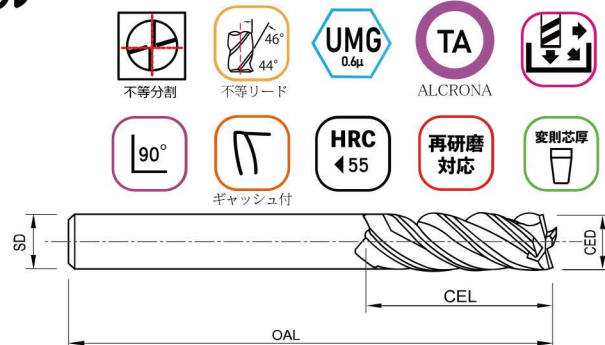 ル
46°
44°
UMG
0.6μ
TA
不等分割
不等リード
ALCRONA
90°
HRC
◀55
再研磨
対応
変則芯厚
ギャッシュ付
SD
CED
CEL
OAL